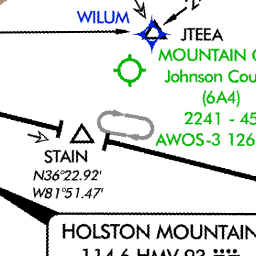 WILUM
JTEEA
MOUNTAIN
Johnson Cou
(6A4)
2241 - 45
AWOS-3 126
STAIN
N36°22.92'
W81°51.47'
HOLSTON MOUNTAIN
114.6 HMV 93